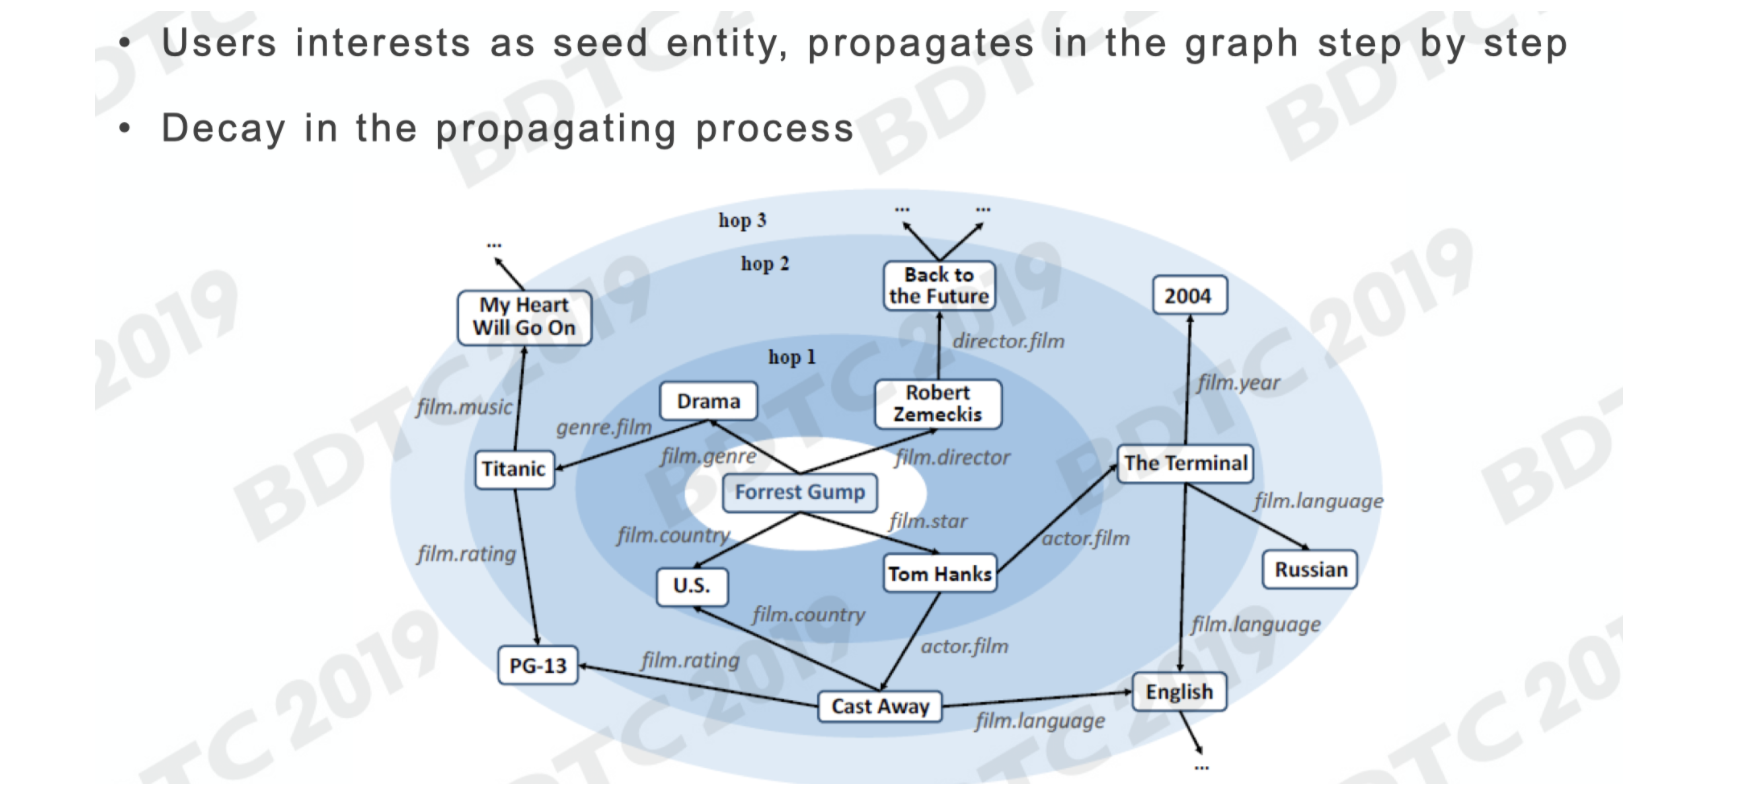 • Users interests as seed entity, propagates in the graph step by step
• Decay in the propagating process
hop 3
...
...
...
hop 2
Back to
the Future
2004
My Heart
Will Go On
director.film
hop 1
film.year
Drama
Robert
Zemeckis
film.music
genre.film
film.genre
film.director
Titanic
The Terminal
Forrest Gump
film.language
film.star
film.country
actor.film
film.rating
U.S.
Tom Hanks
Russian
film.country
film.language
actor.film
film.rating
PG-13
English
Cast Away
film.language
...
BDTC 2019